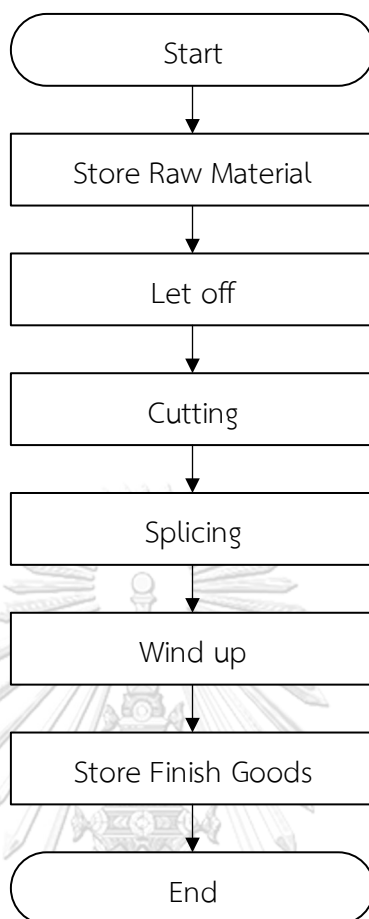 Start
Store Raw Material
Let off
Cutting
Splicing
Wind up
Store Finish Goods
End